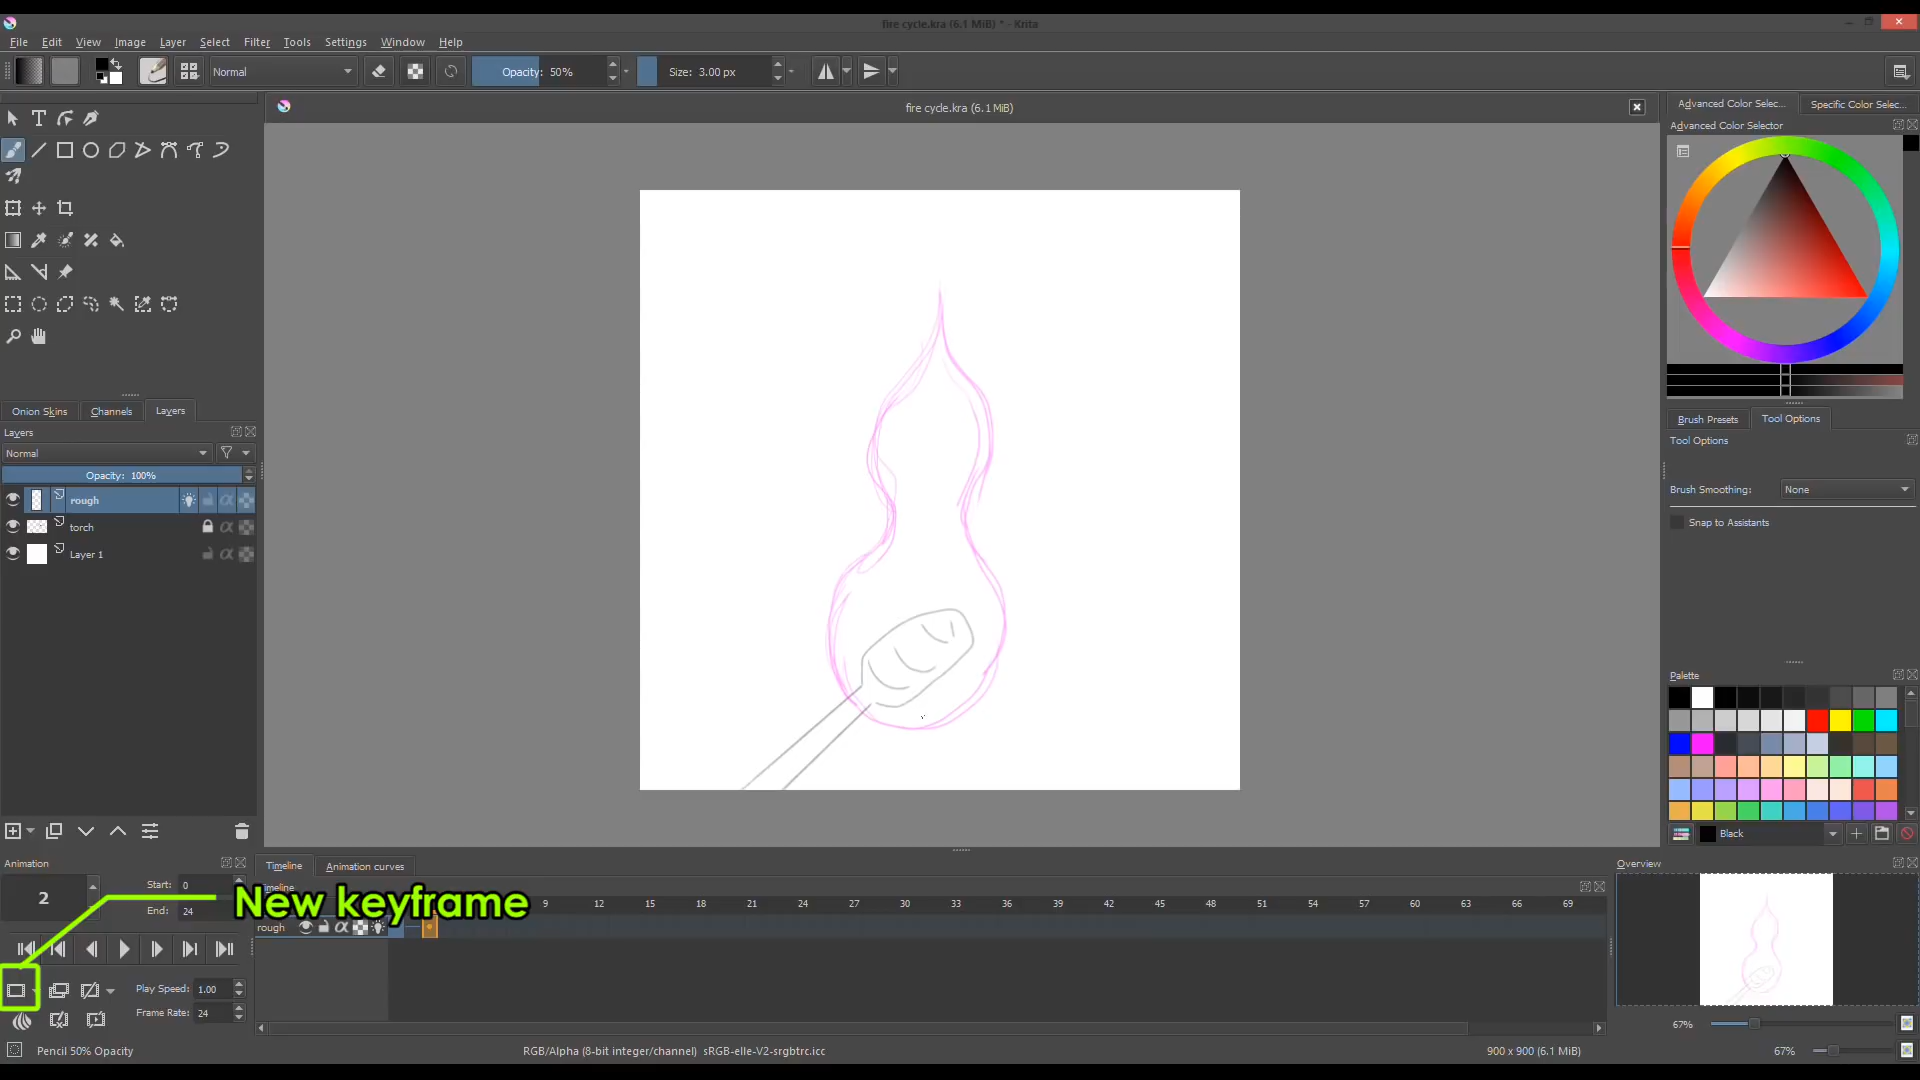 fire cycle.kra (6.1 MiB) * - Krita
File Edit View Image Layer Select Filter Tools Settings Window Help
Normal Opacity: 50% Size: 3.00 px
fire cycle.kra (6.1 MiB)
Advanced Color Selec... Specific Color Selec...
Advanced Color Selector
Onion Skins Channels Layers
Layers
Normal
Opacity: 100%
rough
torch
Layer 1
Brush Presets Tool Options
Tool Options
Brush Smoothing: None
Snap to Assistants
Palette
Black
Animation
2
Start: 0
End: 24
New keyframe
Play Speed: 1.00
Frame Rate: 24
Timeline Animation curves
9 12 15 18 21 24 27 30 33 36 39 42 45 48 51 54 57 60 63 66 69
rough
Overview
67%
Pencil 50% Opacity
RGB/Alpha (8-bit integer/channel) sRGB-elle-V2-srgbtrc.icc
900 x 900 (6.1 MiB)
67%